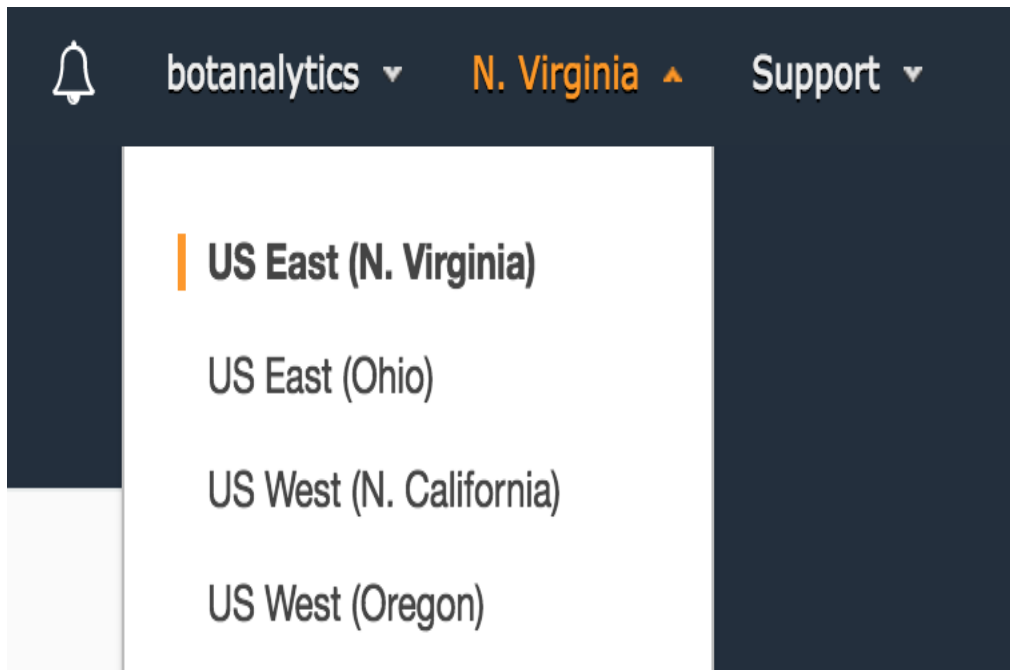 botanalytics N. Virginia Support
US East (N. Virginia)
US East (Ohio)
US West (N. California)
US West (Oregon)